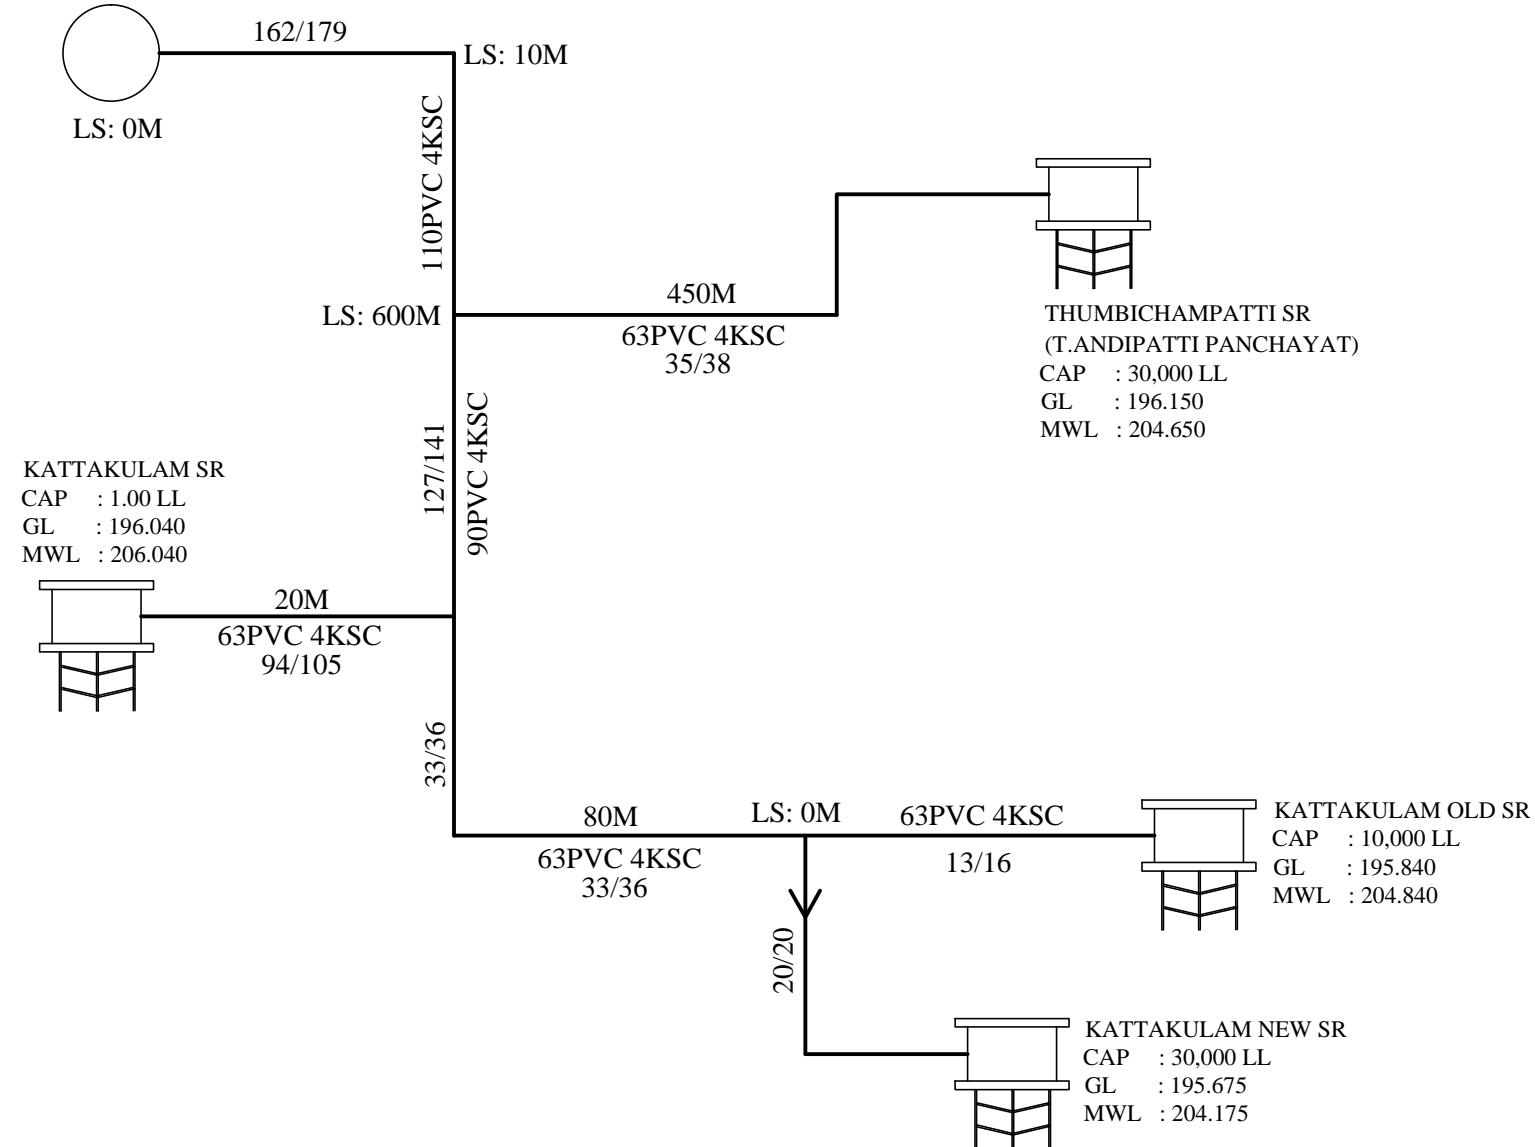 162/179
LS: 10M
LS: 0M
110PVC 4KSC
LS: 600M
450M
63PVC 4KSC
35/38
THUMBICHAMPATTI SR
(T.ANDIPATTI PANCHAYAT)
CAP : 30,000 LL
GL : 196.150
MWL : 204.650
127/141
90PVC 4KSC
KATTAKULAM SR
CAP : 1.00 LL
GL : 196.040
MWL : 206.040
20M
63PVC 4KSC
94/105
33/36
80M
63PVC 4KSC
33/36
LS: 0M
63PVC 4KSC
13/16
KATTAKULAM OLD SR
CAP : 10,000 LL
GL : 195.840
MWL : 204.840
20/20
KATTAKULAM NEW SR
CAP : 30,000 LL
GL : 195.675
MWL : 204.175